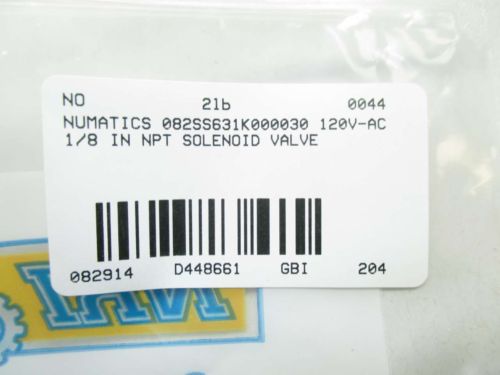 NO 21b 0044
NUMATICS 082SS631K000030 120V-AC
1/8 IN NPT SOLENOID VALVE
082914 D448661 GBI 204